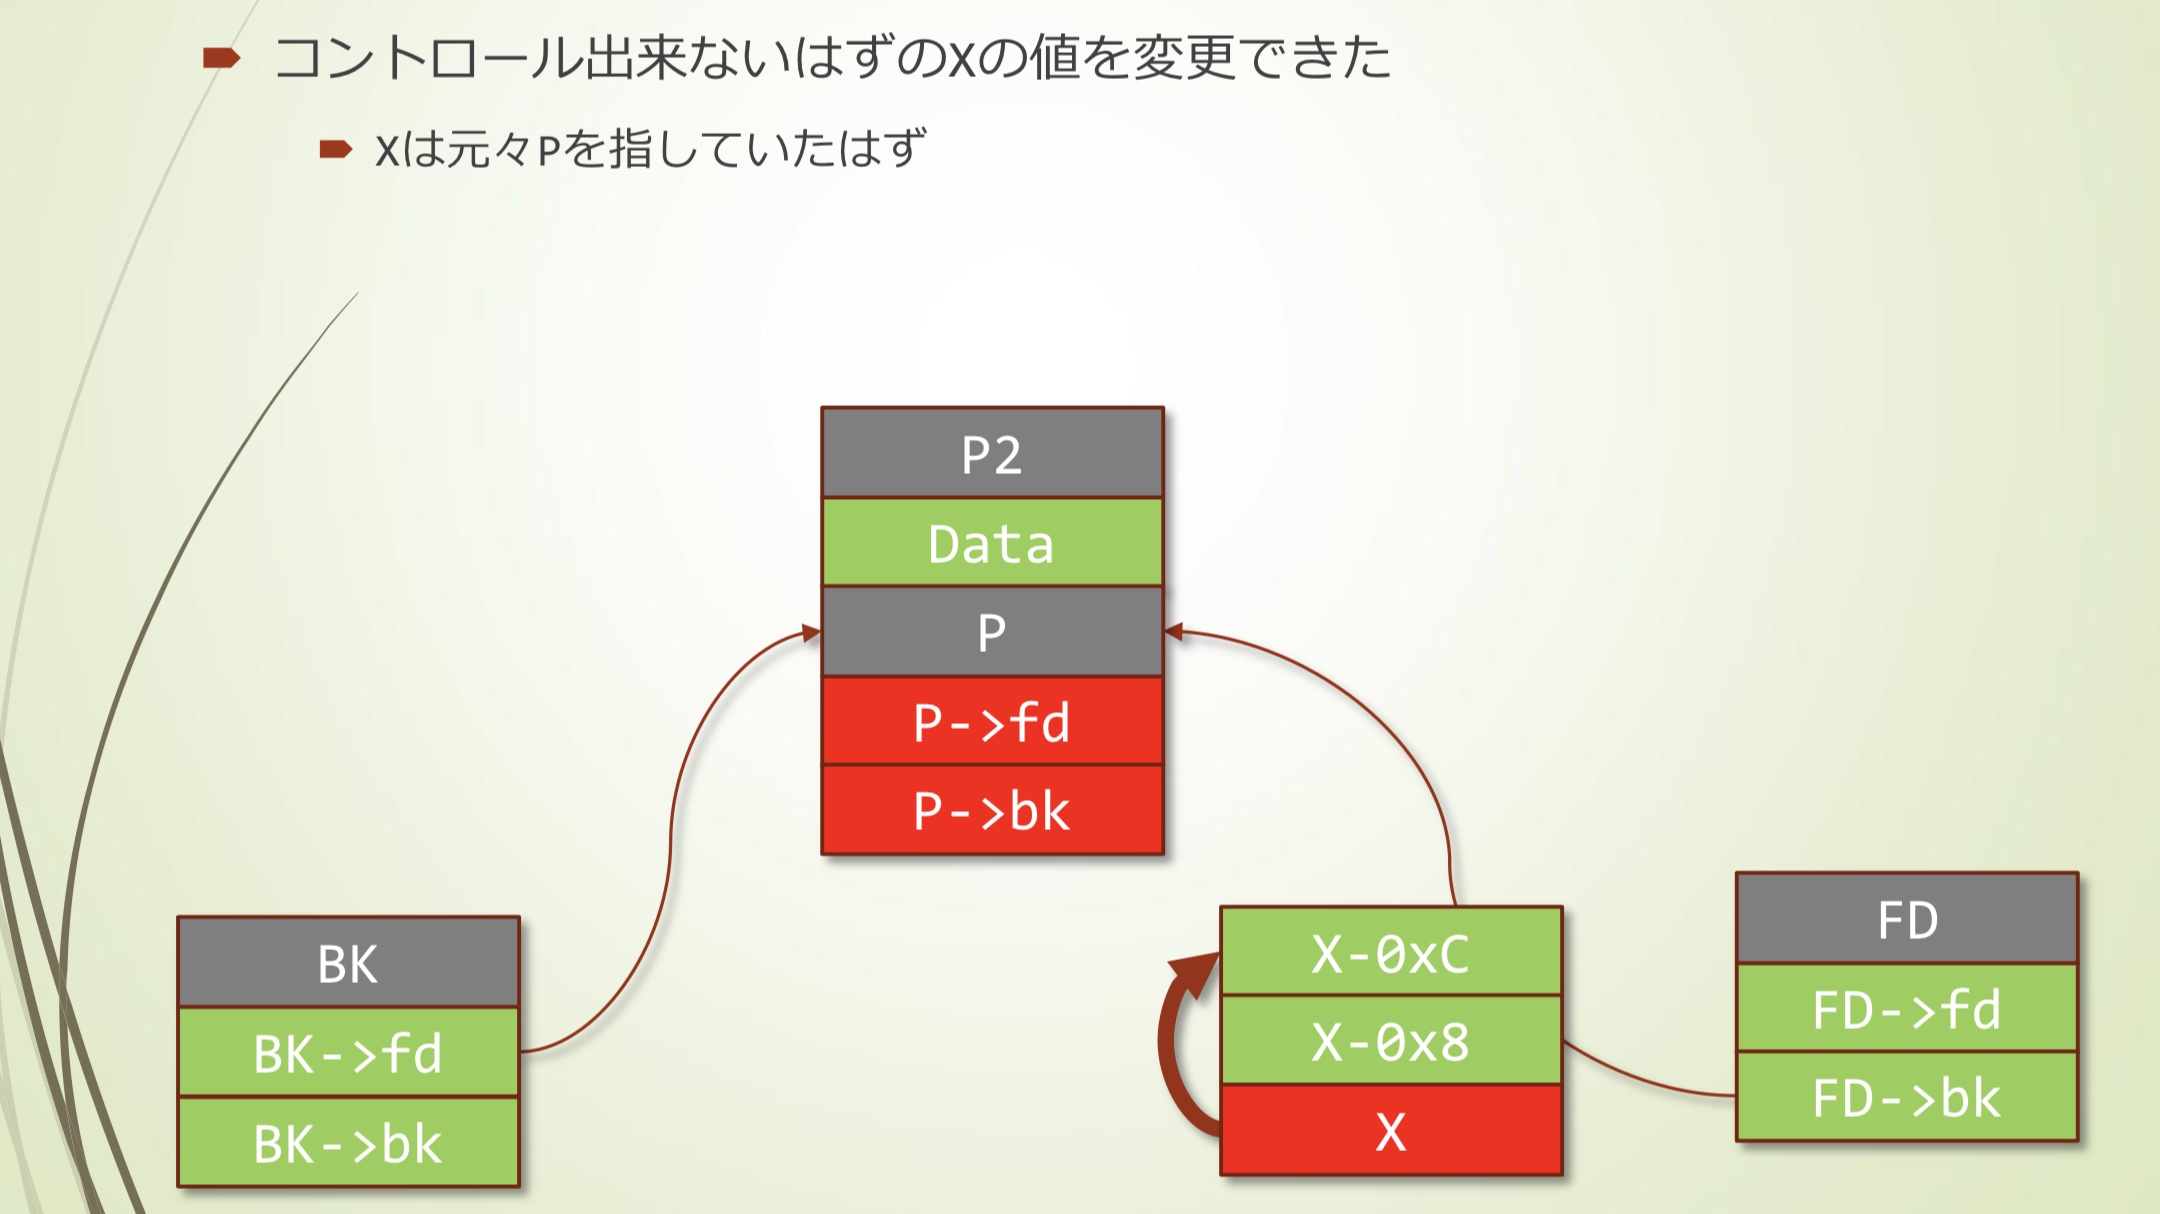 コントロール出来ないはずのXの値を変更できた
Xは元々Pを指していたはず
P2
Data
P
P->fd
P->bk
BK
BK->fd
BK->bk
X-0xC
X-0x8
X
FD
FD->fd
FD->bk